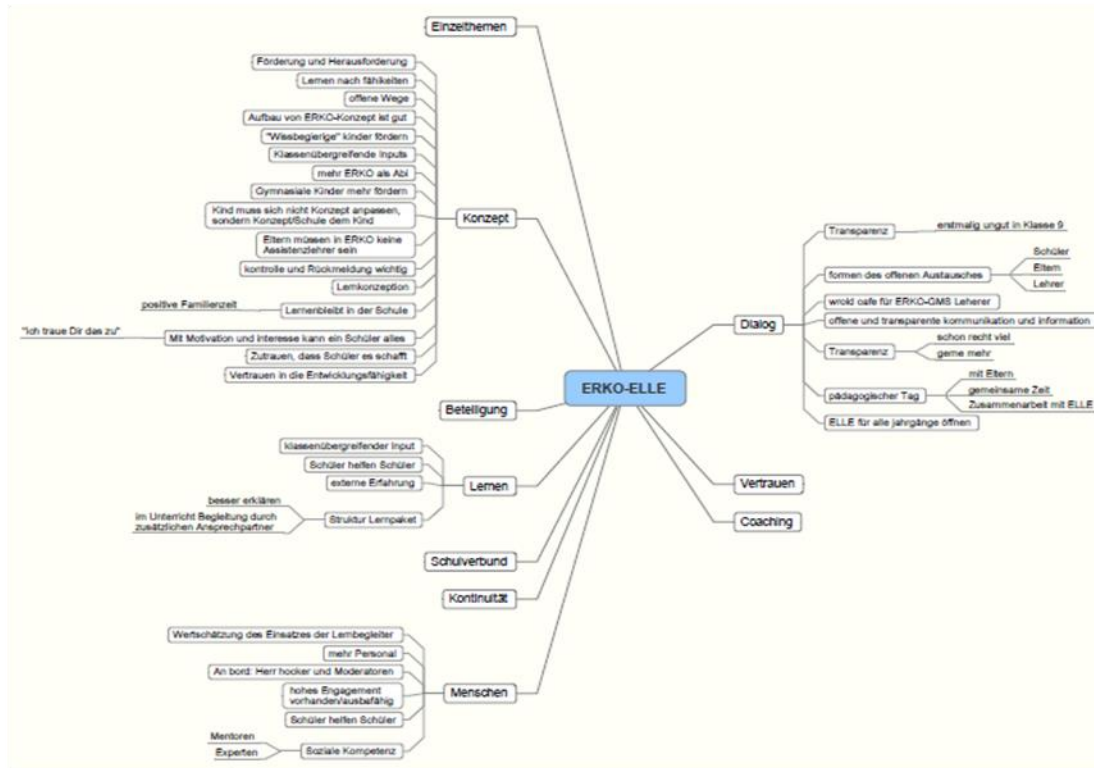 Einzelthemen
Förderung und Herausforderung
Lernen nach fähikeiten
offene Wege
Aufbau von ERKO-Konzept ist gut
"Wissbegierige" kinder fördern
Klassenübergreifende Inputs
mehr ERKO als Abi
Gymnasiale Kinder mehr fördern
Kind muss sich nicht Konzept anpassen,
sondern Konzept/Schule dem Kind
Eltern müssen in ERKO keine
Assistenzlehrer sein
kontrolle und Rückmeldung wichtig
Lernkonzeption
positive Familienzeit
Lernenbleibt in der Schule
"Ich traue Dir das zu"
Mit Motivation und interesse kann ein Schüler alles
Zutrauen, dass Schüler es schafft
Vertrauen in die Entwicklungsfähigkeit
Konzept
Beteiligung
klassenübergreifender Input
Schüler helfen Schüler
externe Erfahrung
besser erklären
im Unterricht Begleitung durch
zusätzlichen Ansprechpartner
Struktur Lernpaket
Lernen
Schulverbund
Kontinuität
Wertschätzung des Einsatzes der Lernbegleiter
mehr Personal
An bord: Herr hocker und Moderatoren
hohes Engagement
vorhanden/ausbafähig
Schüler helfen Schüler
Mentoren
Experten
Soziale Kompetenz
Menschen
ERKO-ELLE
Dialog
Transparenz
erstmalig ungut in Klasse 9
formen des offenen Austausches
Schüler
Eltern
Lehrer
wrold cafe für ERKO-GMS Leherer
offene und transparente kommunikation und information
Transparenz
schon recht viel
gerne mehr
pädagogischer Tag
mit Eltern
gemeinsame Zeit
Zusammenarbeit mit ELLE
ELLE für alle jahrgänge öffnen
Vertrauen
Coaching